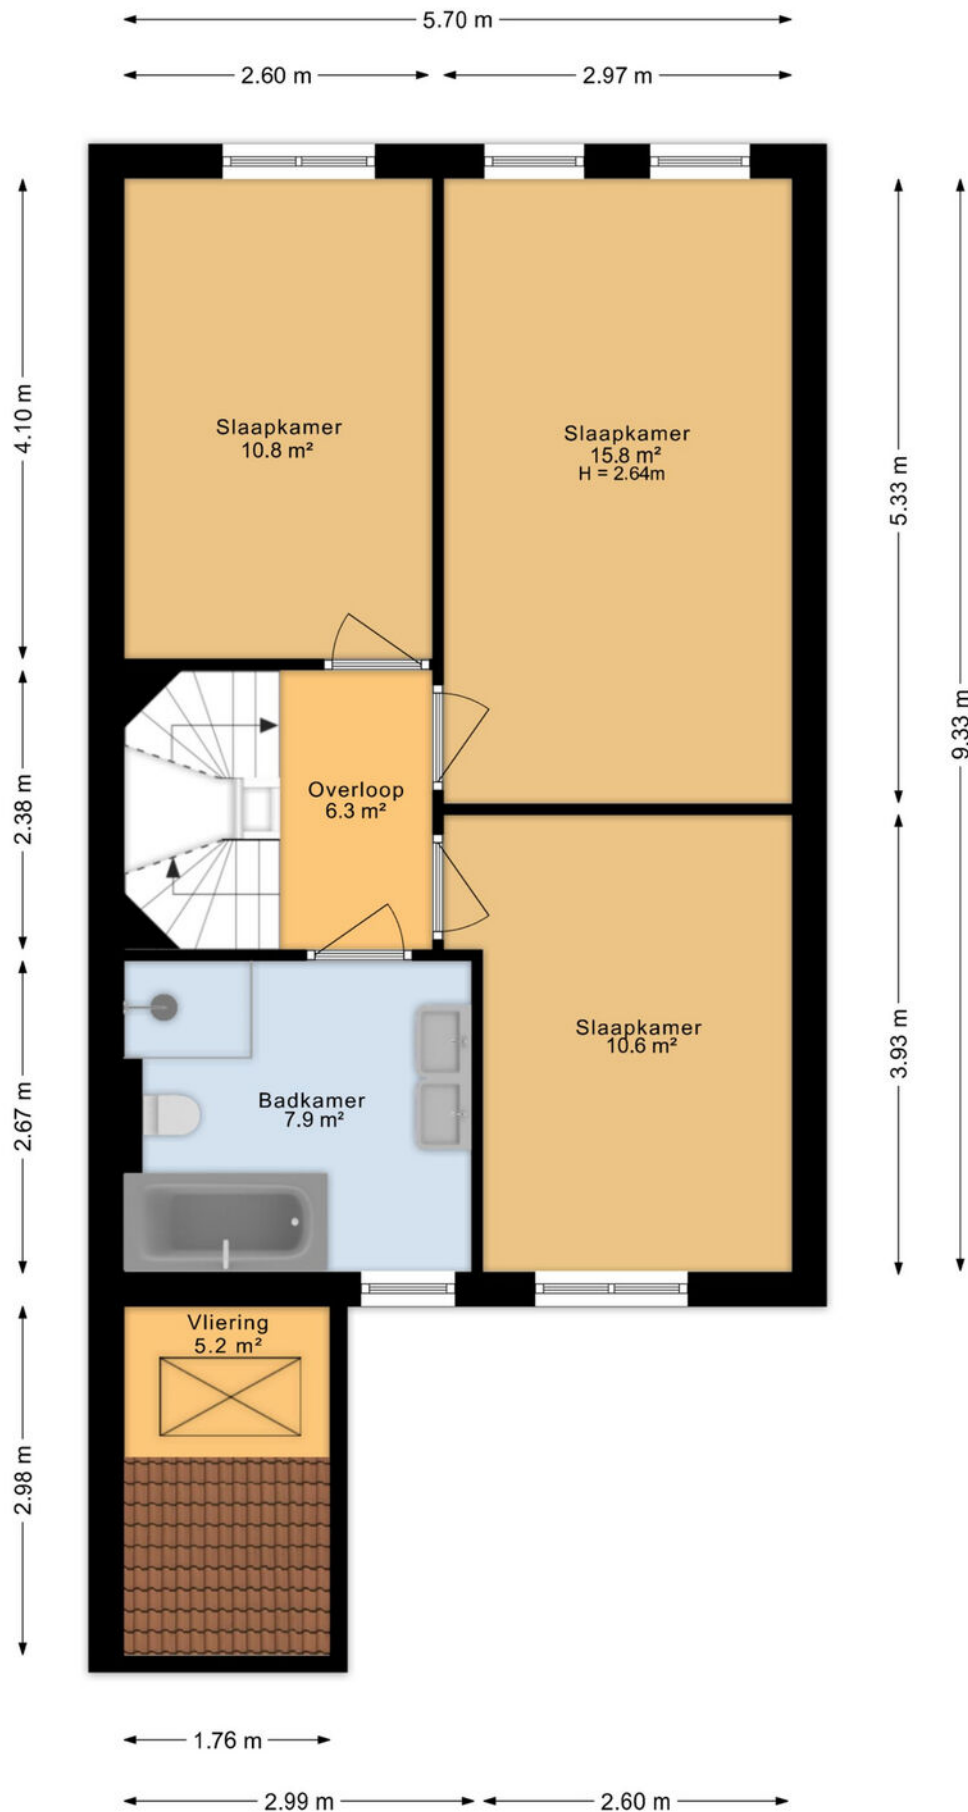 5.70 m
2.60 m
2.97 m
4.10 m
Slaapkamer
10.8 m²
Slaapkamer
15.8 m²
H = 2.64m
5.33 m
9.33 m
2.38 m
Overloop
6.3 m²
Slaapkamer
10.6 m²
3.93 m
2.67 m
Badkamer
7.9 m²
Vliering
5.2 m²
2.98 m
1.76 m
2.99 m
2.60 m